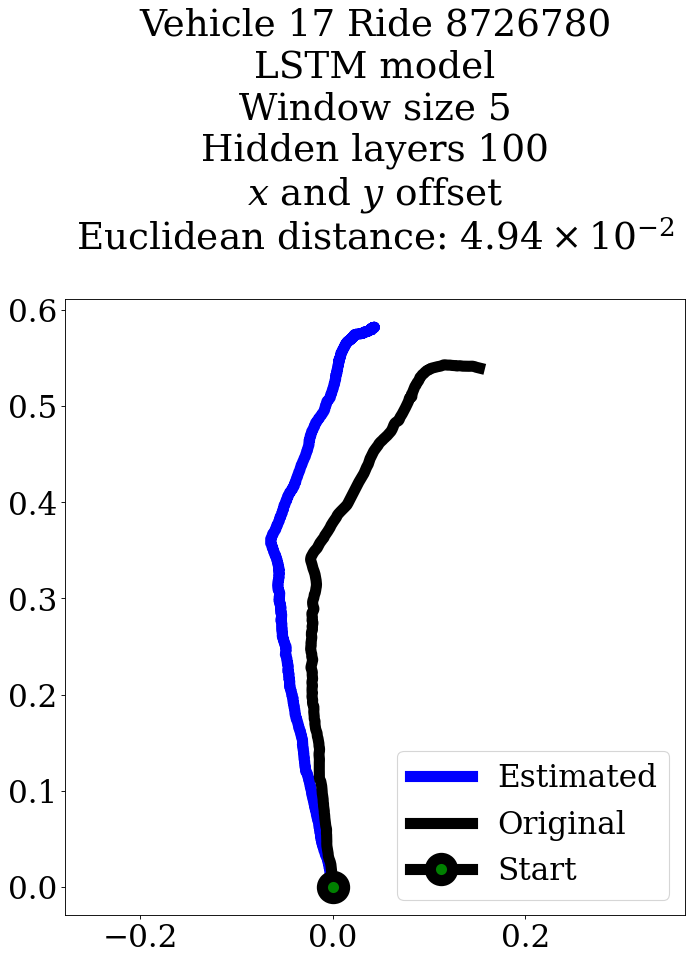 Vehicle 17 Ride 8726780
LSTM model
Window size 5
Hidden layers 100
x and y offset
Euclidean distance: 4.94 × 10⁻²
0.6
0.5
0.4
0.3
0.2
0.1
0.0
−0.2
0.0
0.2
Estimated
Original
Start